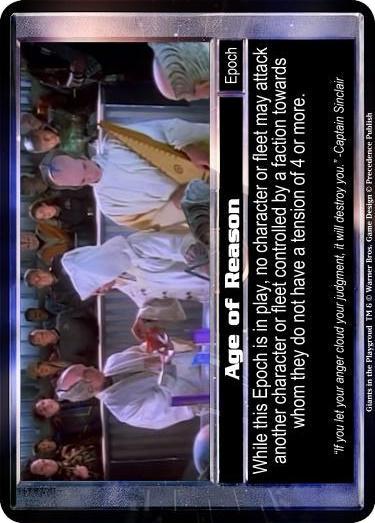 Epoch
Age of Reason
While this Epoch is in play, no character or fleet may attack
another character or fleet controlled by a faction towards
whom they do not have a tension of 4 or more.
"If you let your anger cloud your judgment, it will destroy you." -Captain Sinclair
Giants in the Playgroud TM & © Warner Bros. Game Design © Precedence Publish